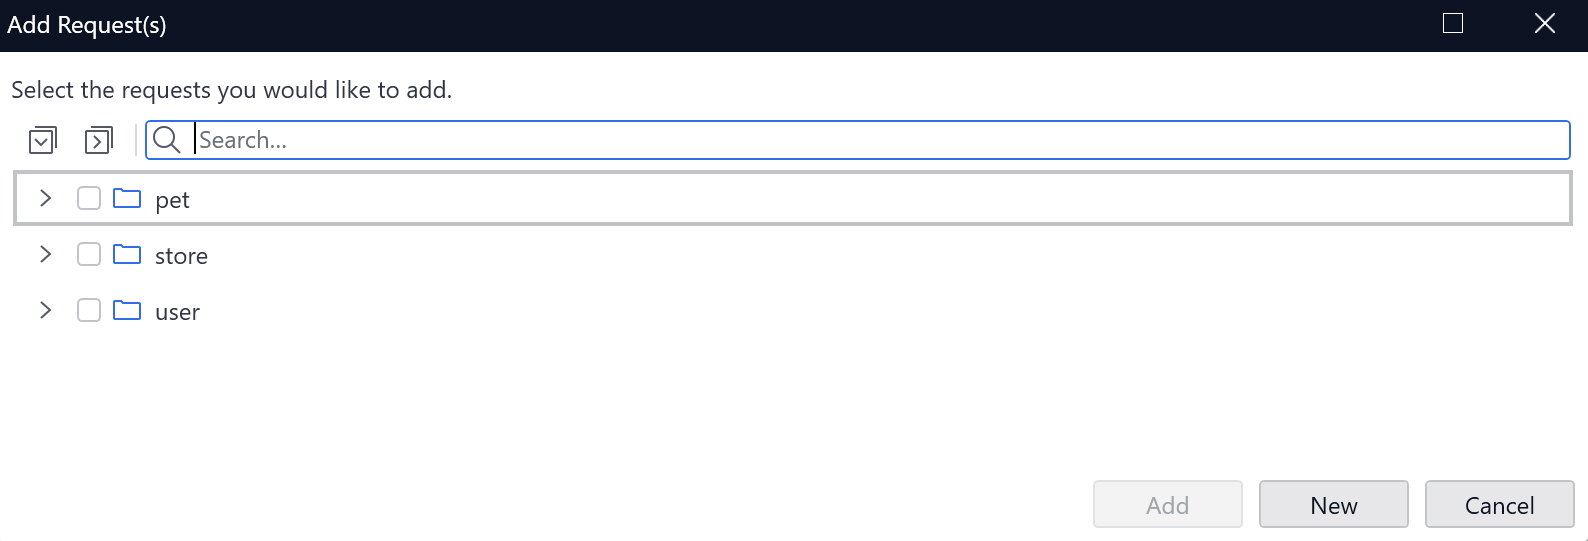 Add Request(s)
Select the requests you would like to add.
Search...
pet
store
user
Add New Cancel